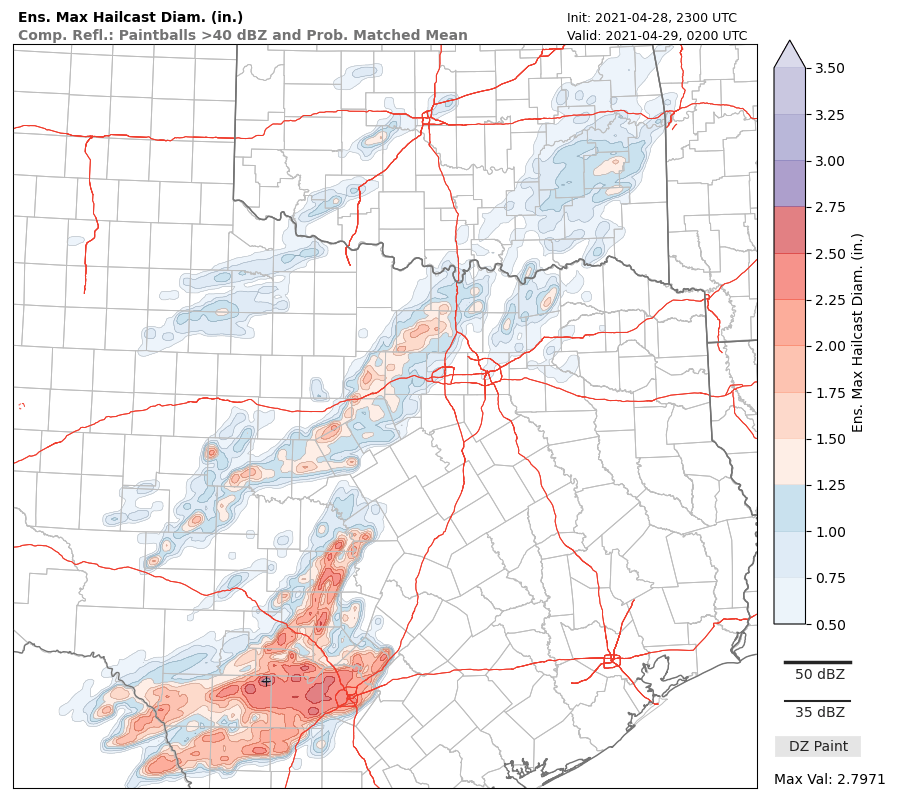 Ens. Max Hailcast Diam. (in.)
Comp. Refl.: Paintballs >40 dBZ and Prob. Matched Mean
Init: 2021-04-28, 2300 UTC
Valid: 2021-04-29, 0200 UTC
3.50
3.25
3.00
2.75
2.50
2.25
2.00
1.75
1.50
1.25
1.00
0.75
0.50
Ens. Max Hailcast Diam. (in.)
50 dBZ
35 dBZ
DZ Paint
Max Val: 2.7971